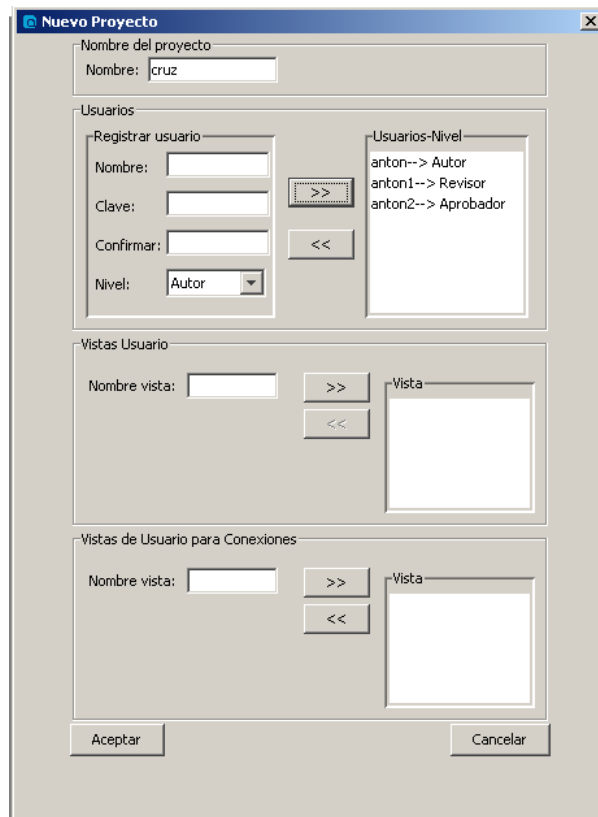 Nuevo Proyecto
Nombre del proyecto
Nombre: cruz
Usuarios
Registrar usuario
Nombre:
Clave:
Confirmar:
Nivel: Autor
>>
<<
Usuarios-Nivel
anton--> Autor
anton1--> Revisor
anton2--> Aprobador
Vistas Usuario
Nombre vista:
>>
<<
Vista
Vistas de Usuario para Conexiones
Nombre vista:
>>
<<
Vista
Aceptar
Cancelar